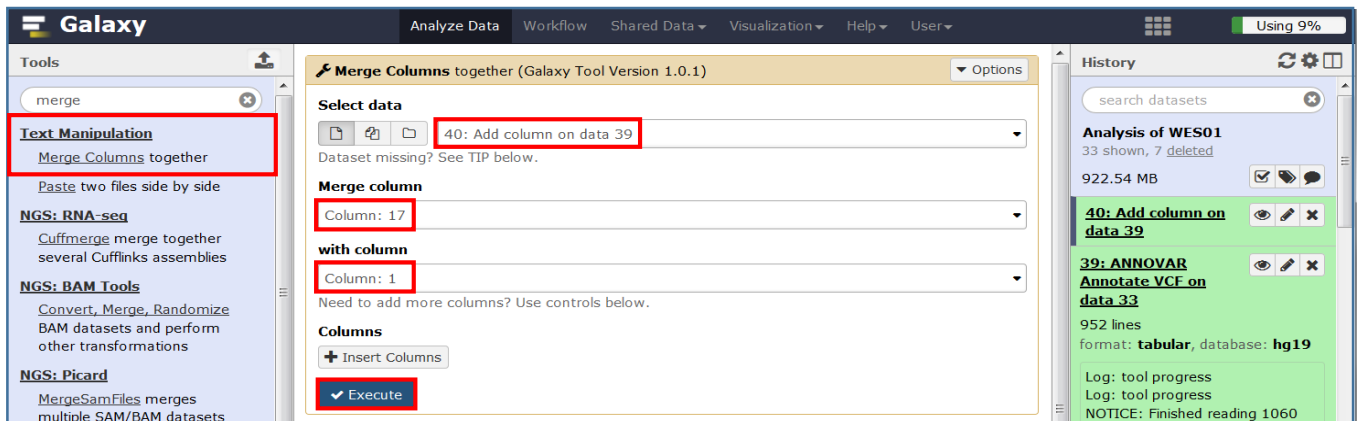 Galaxy
Analyze Data Workflow Shared Data Visualization Help User
Using 9%
Tools
merge
Text Manipulation
Merge Columns together
Paste two files side by side
NGS: RNA-seq
Cuffmerge merge together
several Cufflinks assemblies
NGS: BAM Tools
Convert, Merge, Randomize
BAM datasets and perform
other transformations
NGS: Picard
MergeSamFiles merges
multiple SAM/BAM datasets
Merge Columns together (Galaxy Tool Version 1.0.1)
Options
Select data
40: Add column on data 39
Dataset missing? See TIP below.
Merge column
Column: 17
with column
Column: 1
Need to add more columns? Use controls below.
Columns
Insert Columns
Execute
History
search datasets
Analysis of WES01
33 shown, 7 deleted
922.54 MB
40: Add column on
data 39
39: ANNOVAR
Annotate VCF on
data 33
952 lines
format: tabular, database: hg19
Log: tool progress
Log: tool progress
NOTICE: Finished reading 1060